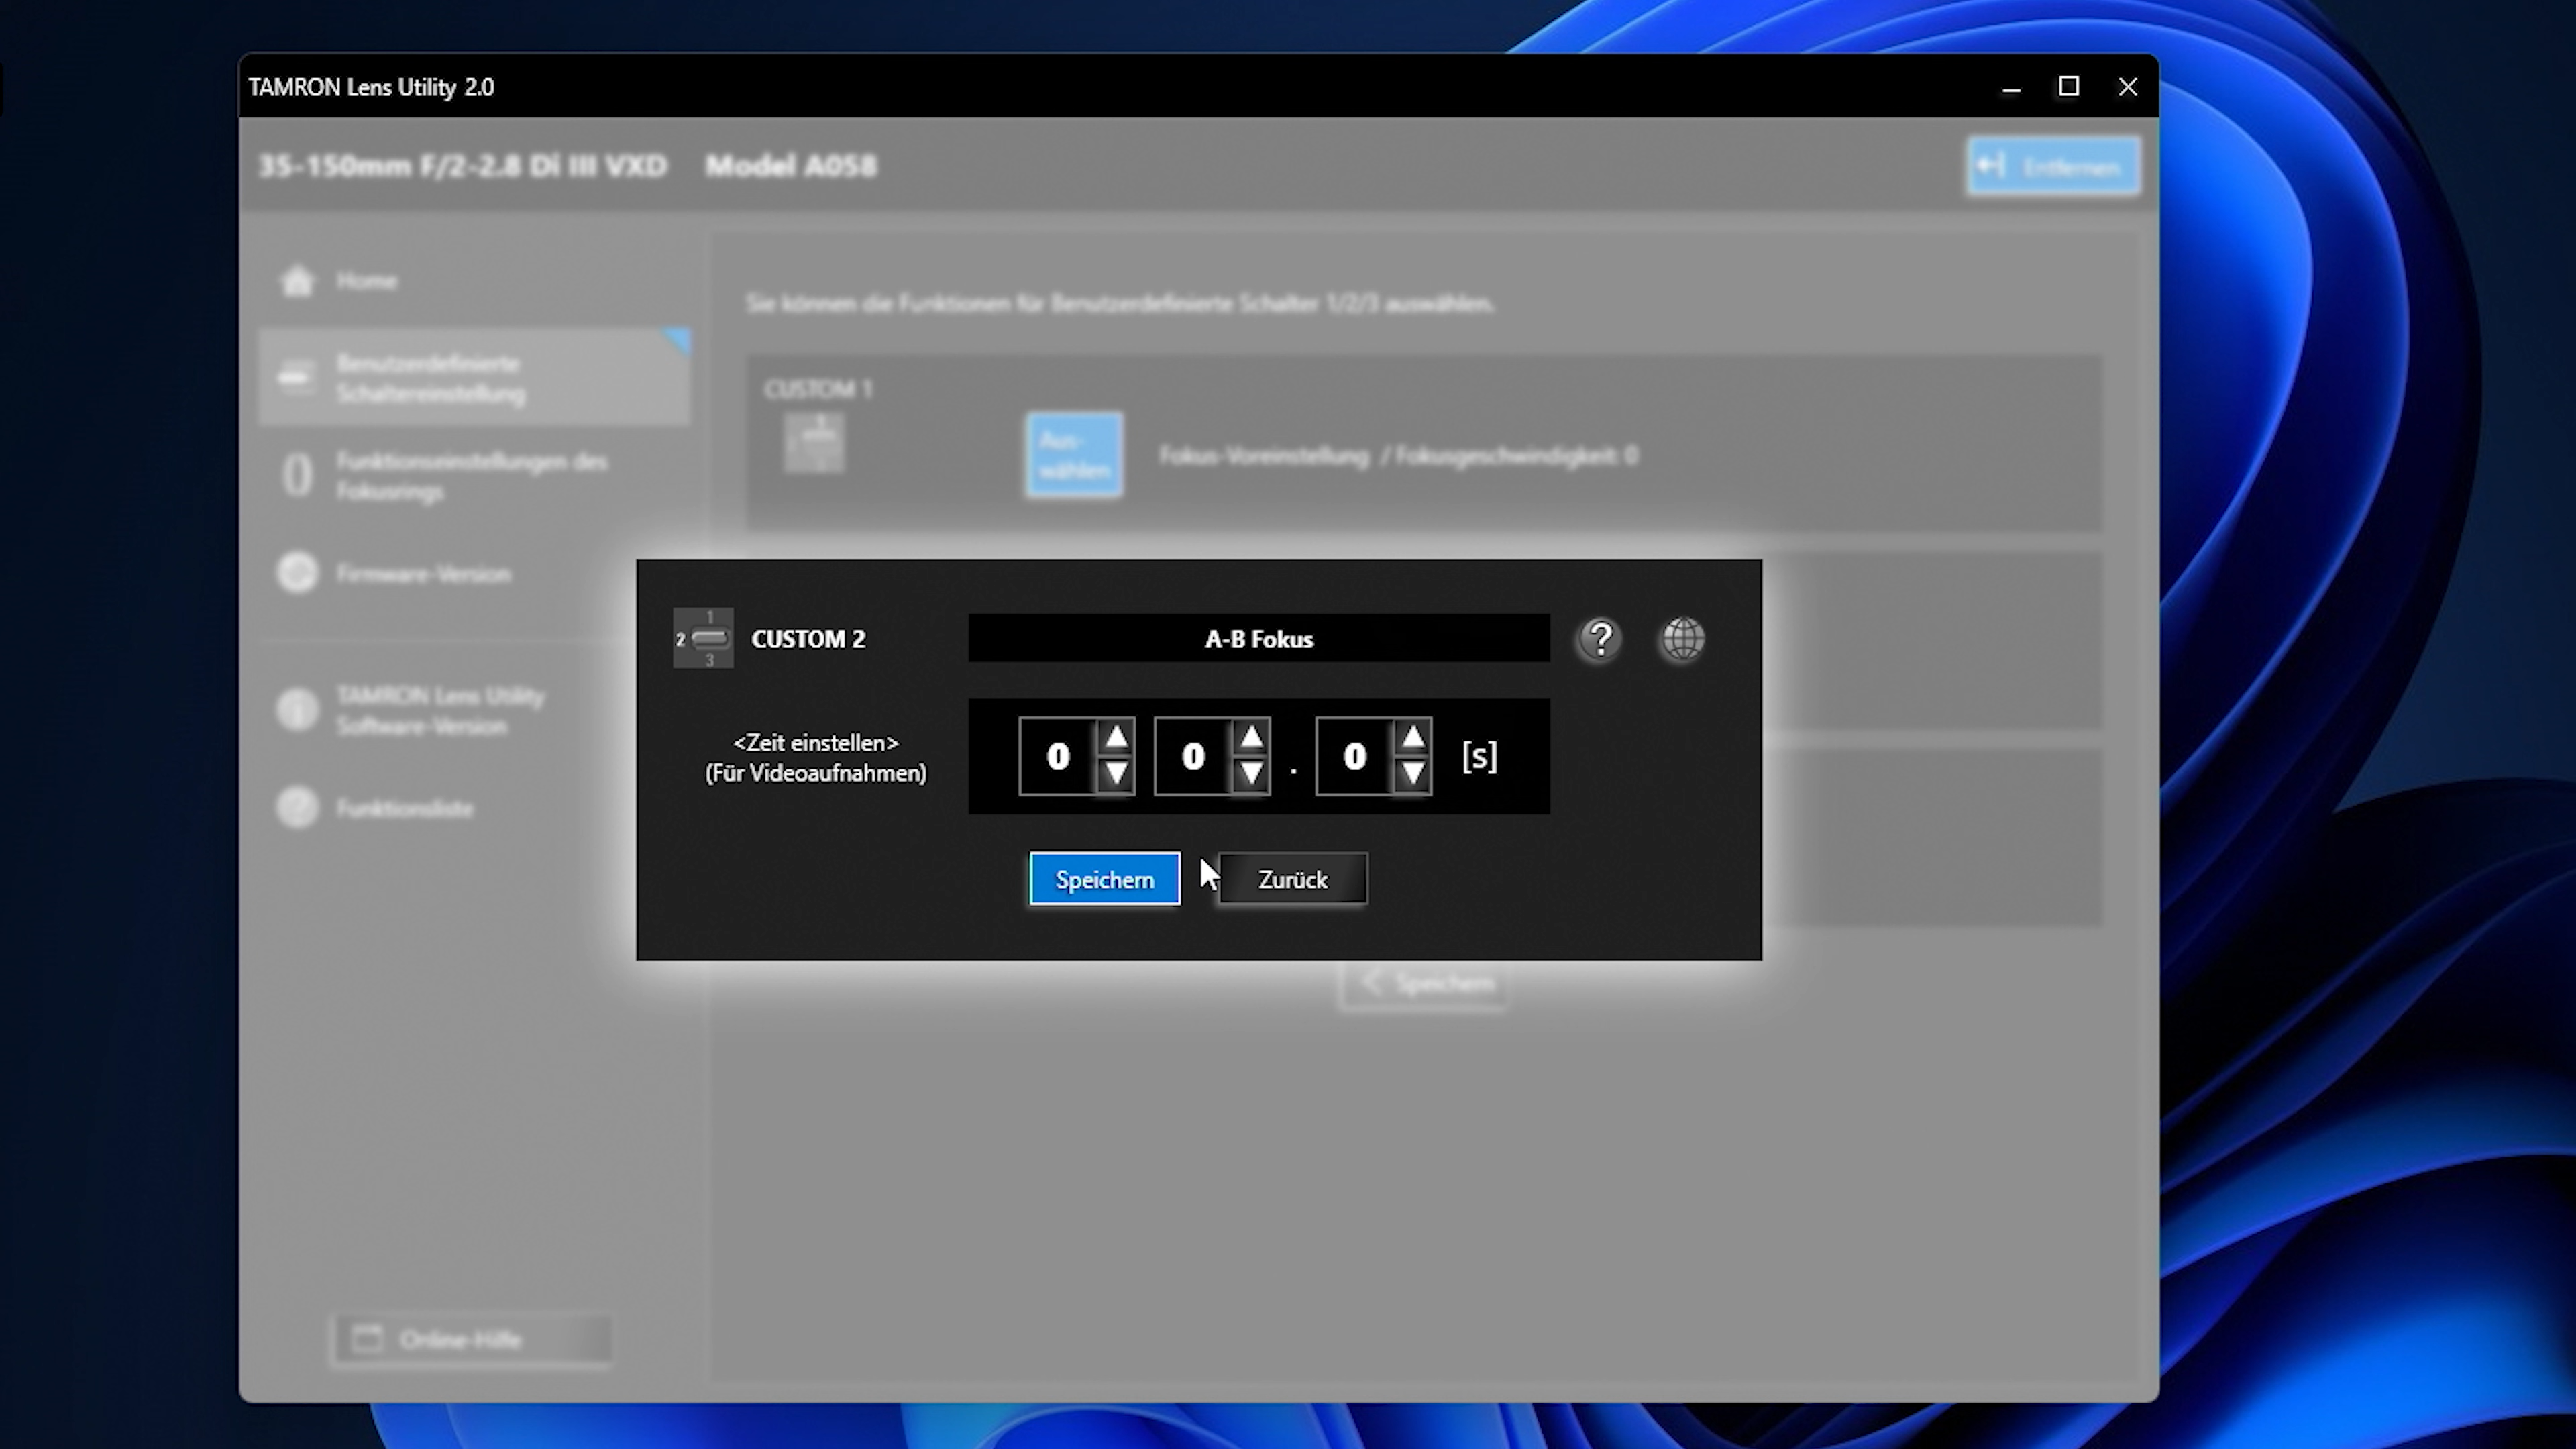 TAMRON Lens Utility 2.0
35-150mm F/2-2.8 Di III VXD Model A058
Entfernen
Home
Benutzerdefinierte
Schaltereinstellung
Funktionseinstellungen des
Fokusrings
Firmware-Version
TAMRON Lens Utility
Software-Version
Funktionsliste
Online-Hilfe
Sie können die Funktionen für Benutzerdefinierte Schalter 1/2/3 auswählen.
CUSTOM 1
Aus-
wählen
Fokus-Voreinstellung / Fokusgeschwindigkeit: 0
1
2
3
CUSTOM 2
A-B Fokus
?
<Zeit einstellen>
(Für Videoaufnahmen)
0 0 . 0 [s]
Speichern
Zurück
Speichern